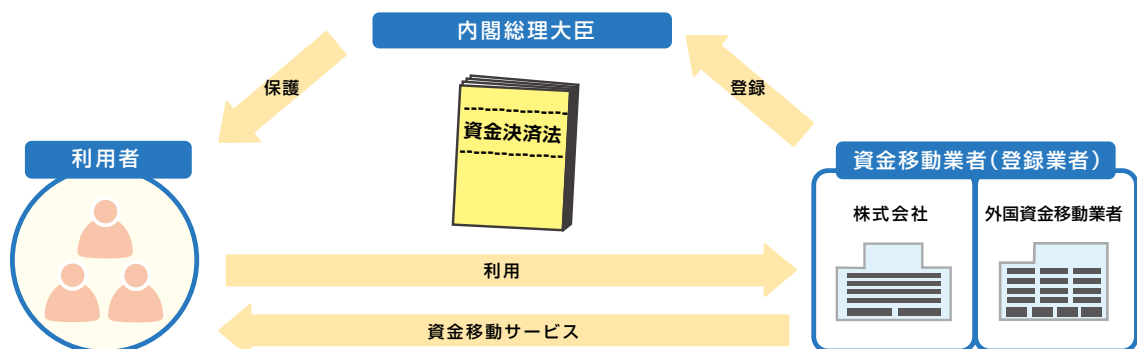 内閣総理大臣
保護
登録
資金決済法
利用者
資金移動業者(登録業者)
株式会社
外国資金移動業者
利用
資金移動サービス